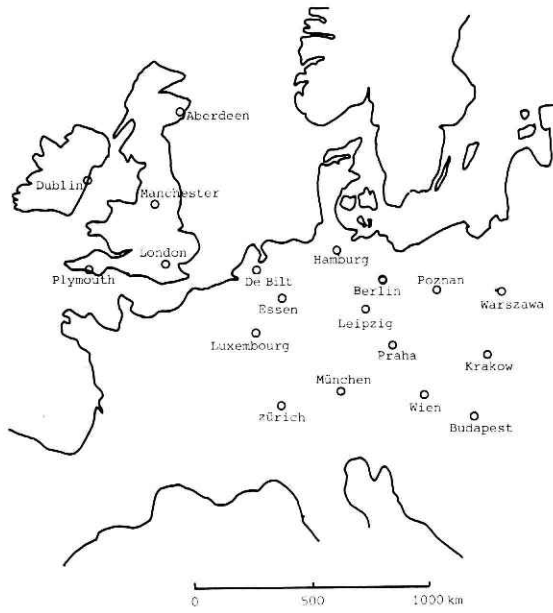 Aberdeen
Dublin
Manchester
London
Plymouth
Hamburg
De Bilt
Berlin
Poznan
Warszawa
Essen
Leipzig
Luxembourg
Praha
Krakow
München
Wien
Zürich
Budapest
0 500 1000 km